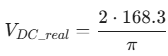 $V_{DC\_real} = \frac{2 \cdot 168.3}{\pi}$